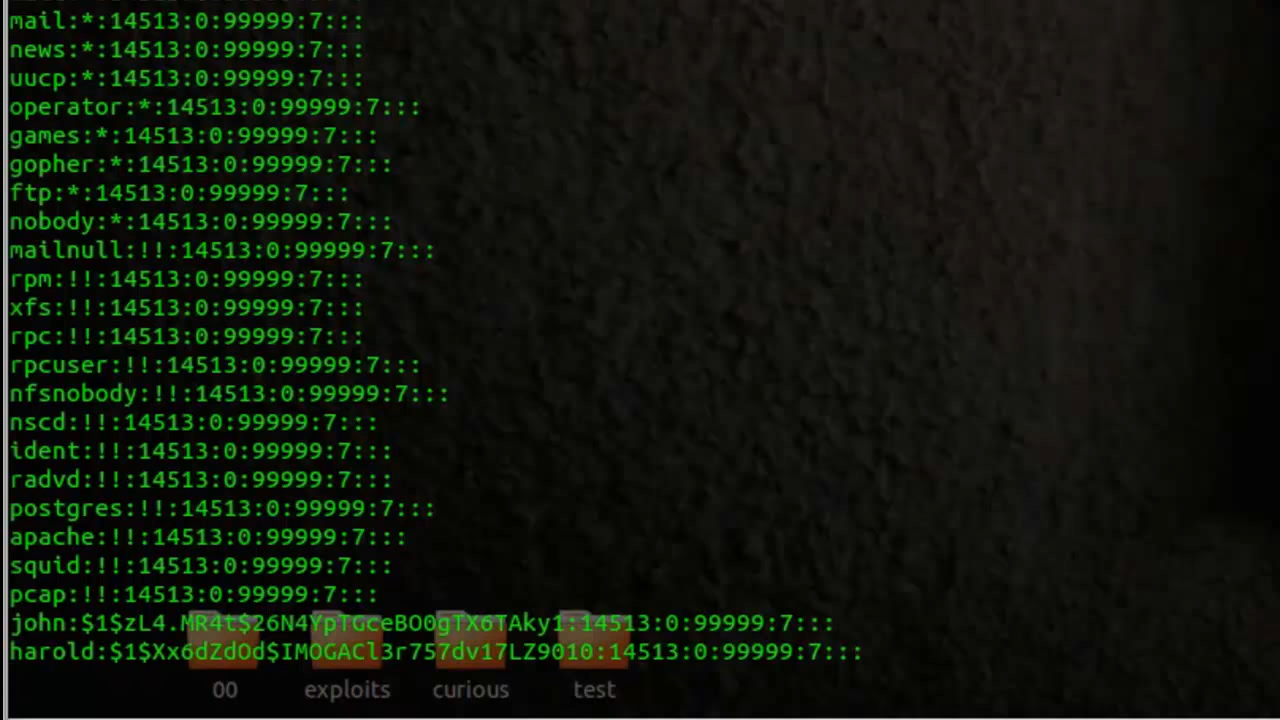 mail:*:14513:0:99999:7:::
news:*:14513:0:99999:7:::
uucp:*:14513:0:99999:7:::
operator:*:14513:0:99999:7:::
games:*:14513:0:99999:7:::
gopher:*:14513:0:99999:7:::
ftp:*:14513:0:99999:7:::
nobody:*:14513:0:99999:7:::
mailnull:!!:14513:0:99999:7:::
rpm:!!:14513:0:99999:7:::
xfs:!!:14513:0:99999:7:::
rpc:!!:14513:0:99999:7:::
rpcuser:!!:14513:0:99999:7:::
nfsnobody:!!:14513:0:99999:7:::
nscd:!!:14513:0:99999:7:::
ident:!!:14513:0:99999:7:::
radvd:!!:14513:0:99999:7:::
postgres:!!:14513:0:99999:7:::
apache:!!:14513:0:99999:7:::
squid:!!:14513:0:99999:7:::
pcap:!!:14513:0:99999:7:::
john:$1$zL4.MR4t$26N4YpTGceBO0gTX6TAky1:14513:0:99999:7:::
harold:$1$Xx6dZdOd$IMOGACl3r757dv17LZ9010:14513:0:99999:7:::
00 exploits curious test